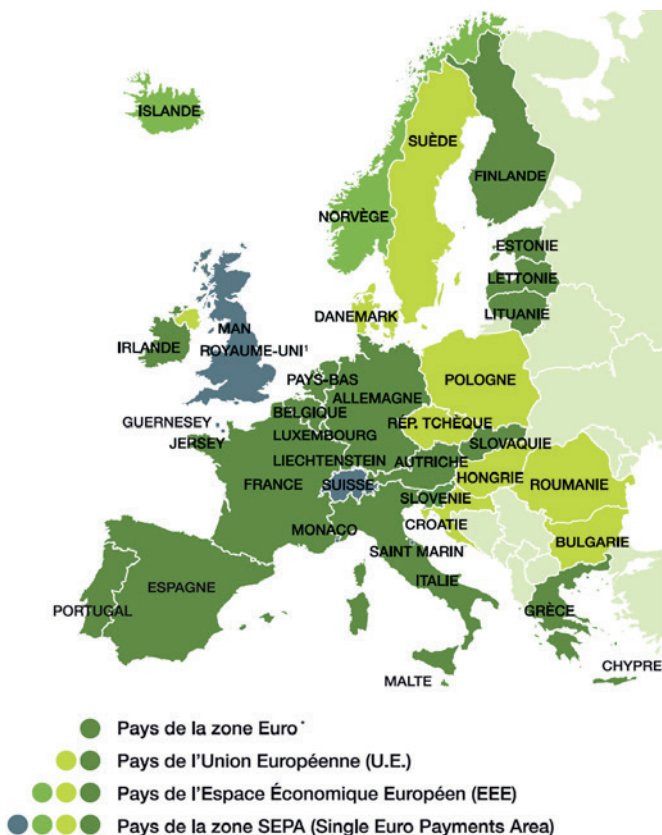 ISLANDE
SUÈDE
FINLANDE
NORVÈGE
ESTONIE
LETTONIE
LITUANIE
DANEMARK
MAN
IRLANDE
ROYAUME-UNI¹
PAYS-BAS
POLOGNE
ALLEMAGNE
BELGIQUE
GUERNESEY
RÉP. TCHÈQUE
JERSEY
LUXEMBOURG
SLOVAQUIE
LIECHTENSTEIN
AUTRICHE
FRANCE
SUISSE
HONGRIE
ROUMANIE
SLOVENIE
CROATIE
MONACO
SAINT MARIN
BULGARIE
ITALIE
ESPAGNE
PORTUGAL
GRÈCE
CHYPRE
MALTE
Pays de la zone Euro*
Pays de l'Union Européenne (U.E.)
Pays de l'Espace Économique Européen (EEE)
Pays de la zone SEPA (Single Euro Payments Area)